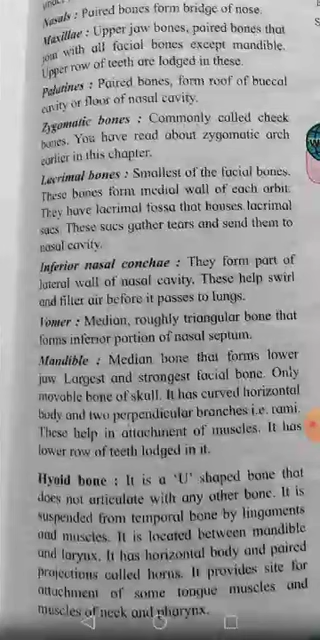 Nasals : Paired bones form bridge of nose.
Maxillae : Upper jaw bones, paired bones that
join with all facial bones except mandible.
Upper row of teeth are lodged in these.
Palatines : Paired bones, form roof of buccal
cavity or floor of nasal cavity.
Zygomatic bones : Commonly called cheek
bones. You have read about zygomatic arch
earlier in this chapter.
Lacrimal bones : Smallest of the facial bones.
These bones form medial wall of each orbit.
They have lacrimal fossa that houses lacrimal
sacs. These sacs gather tears and send them to
nasal cavity.
Inferior nasal conchae : They form part of
lateral wall of nasal cavity. These help swirl
and filter air before it passes to lungs.
Vomer : Median, roughly triangular bone that
forms inferior portion of nasal septum.
Mandible : Median bone that forms lower
jaw. Largest and strongest facial bone. Only
movable bone of skull. It has curved horizontal
body and two perpendicular branches i.e. rami.
These help in attachment of muscles. It has
lower row of teeth lodged in it.
Hyoid bone : It is a 'U' shaped bone that
does not articulate with any other bone. It is
suspended from temporal bone by ligaments
and muscles. It is located between mandible
and larynx. It has horizontal body and paired
projections called horns. It provides site for
attachment of some tongue muscles and
muscles of neck and pharynx.